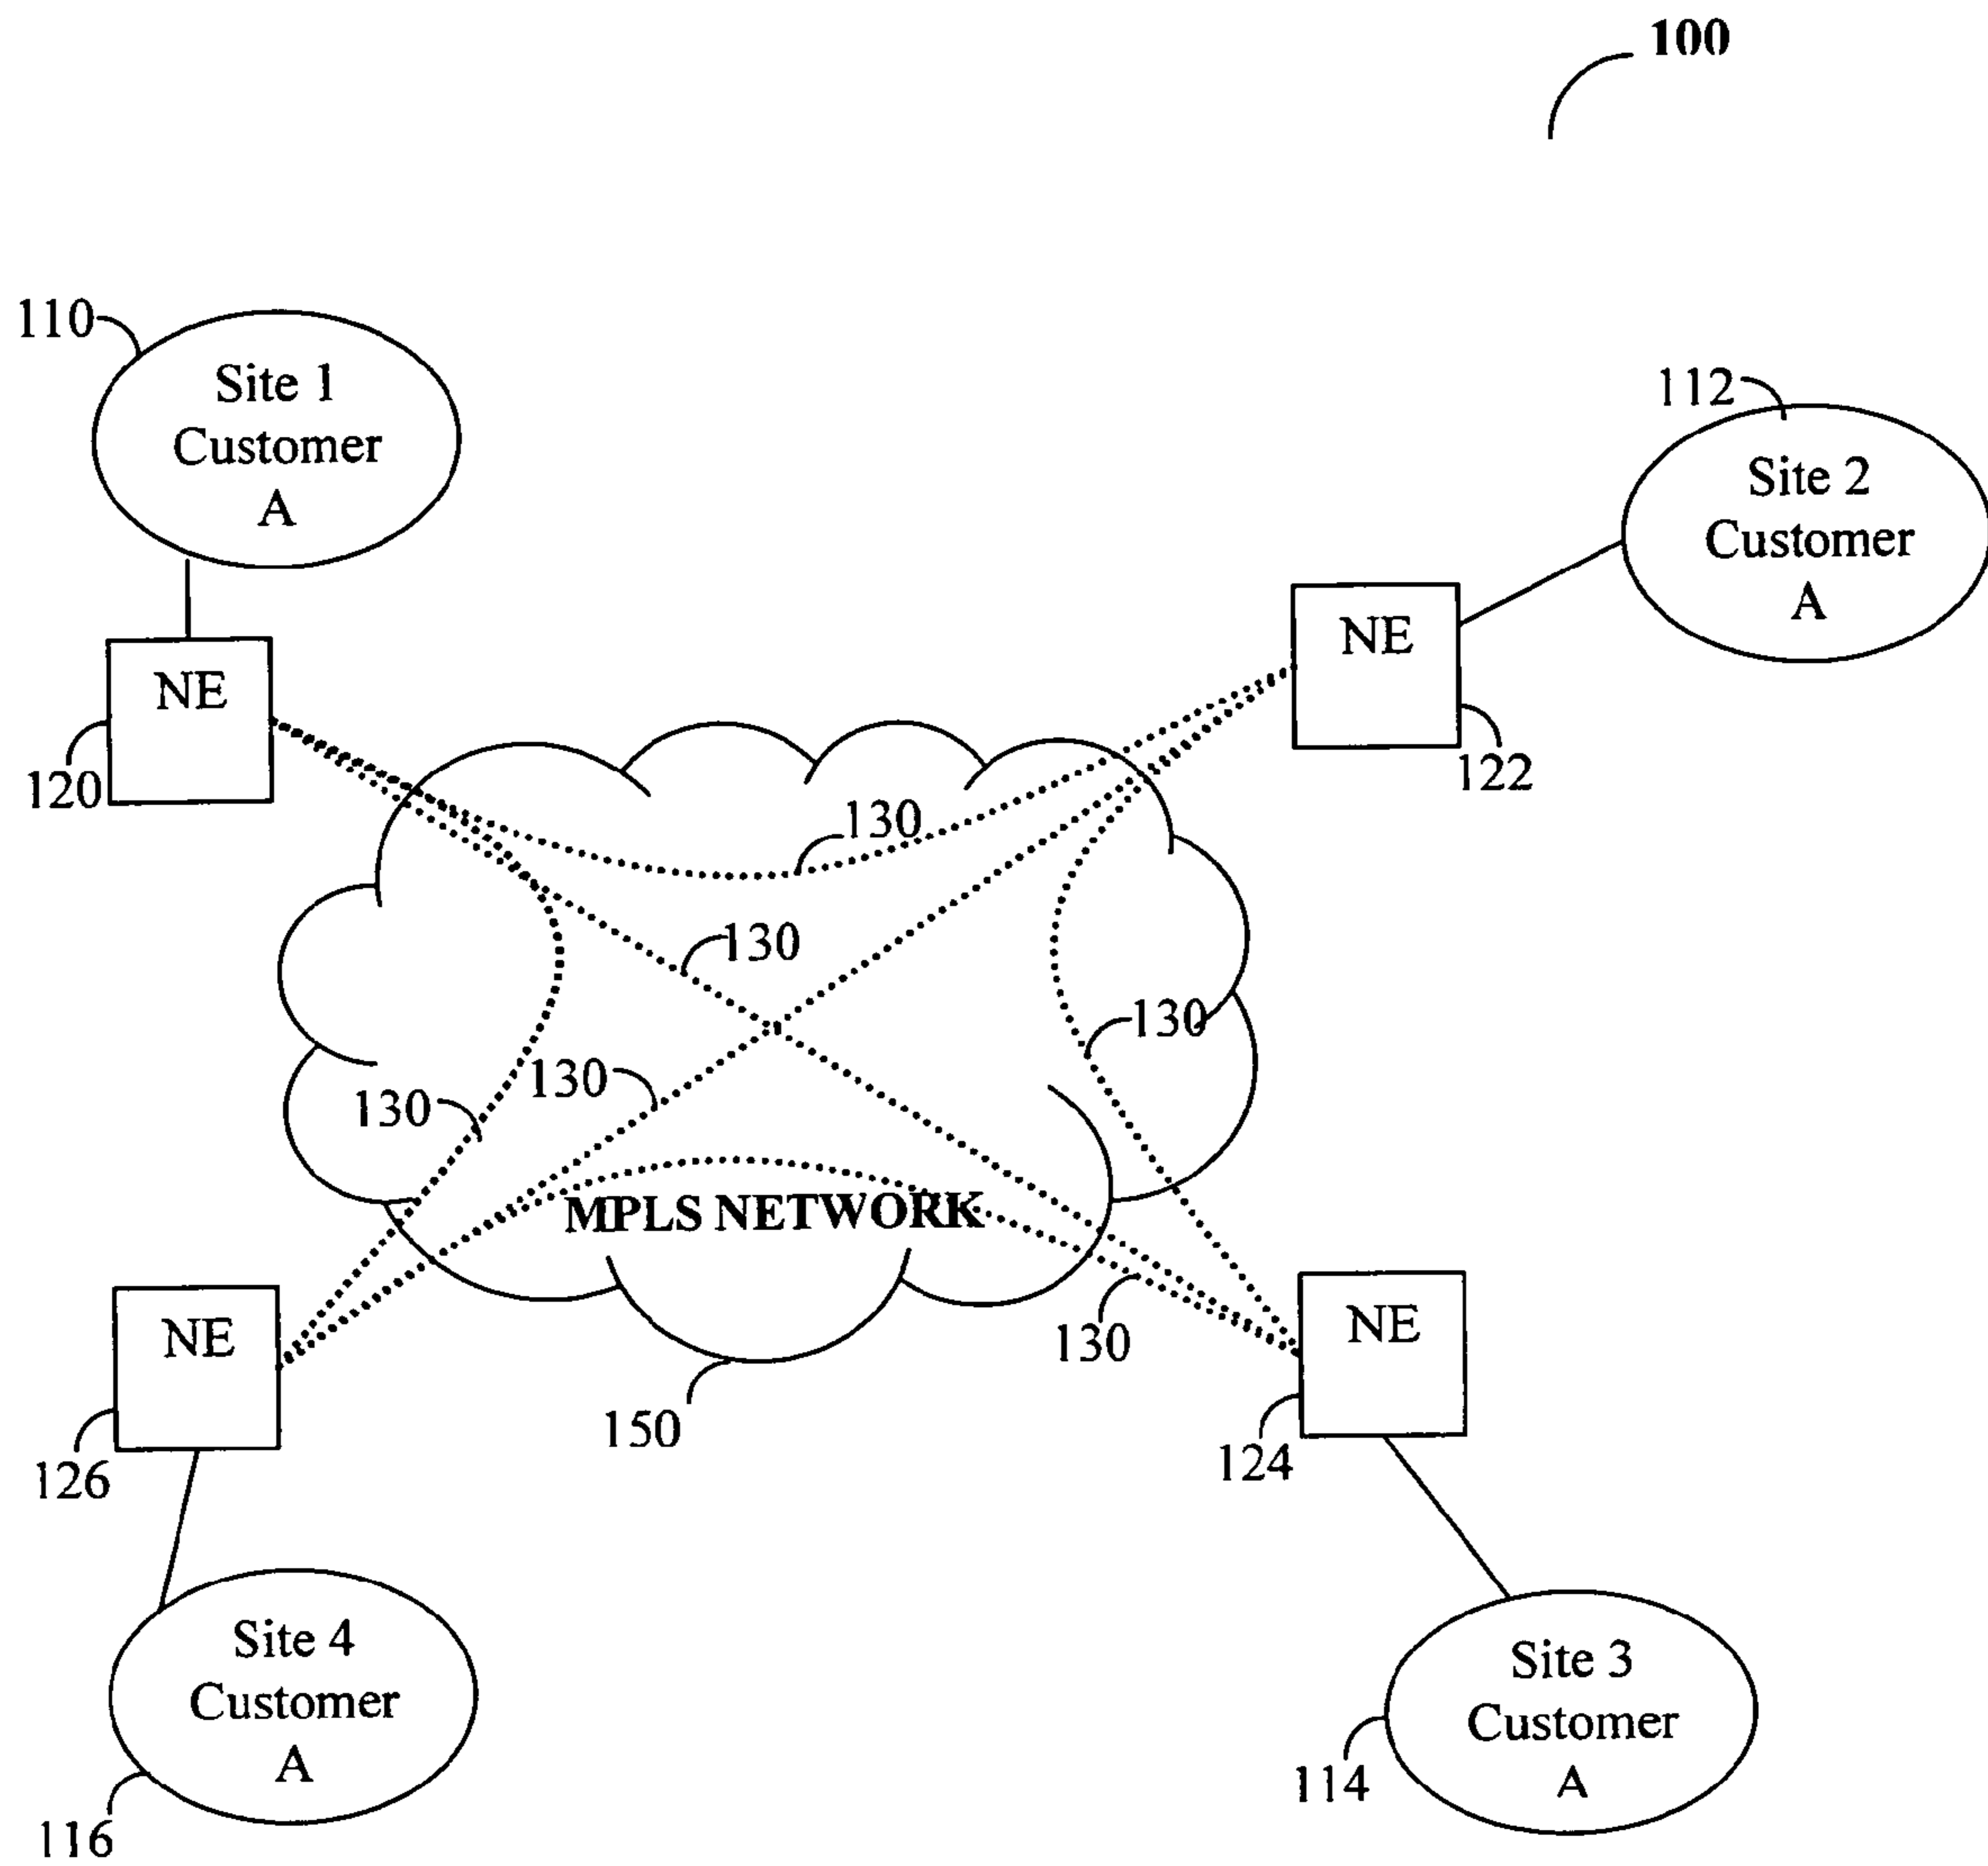 100
110
Site 1
Customer
A
112
Site 2
Customer
A
NE
NE
120
122
130
130
130
130
130
MPLS NETWORK
NE
NE
130
150
126
124
Site 4
Customer
A
Site 3
Customer
A
114
116